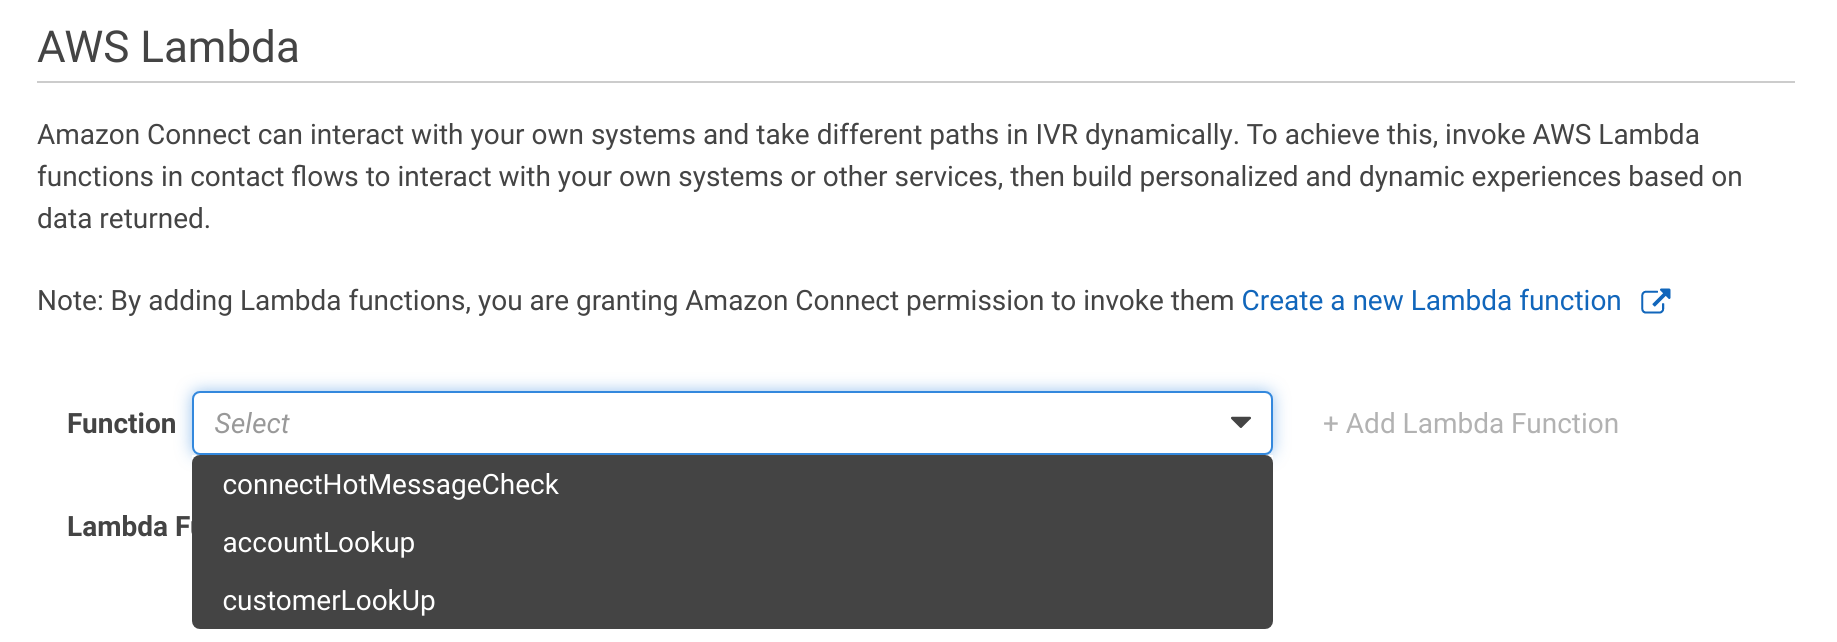 AWS Lambda
Amazon Connect can interact with your own systems and take different paths in IVR dynamically. To achieve this, invoke AWS Lambda
functions in contact flows to interact with your own systems or other services, then build personalized and dynamic experiences based on
data returned.
Note: By adding Lambda functions, you are granting Amazon Connect permission to invoke them Create a new Lambda function
Function Select + Add Lambda Function
connectHotMessageCheck
Lambda
accountLookup
customerLookUp